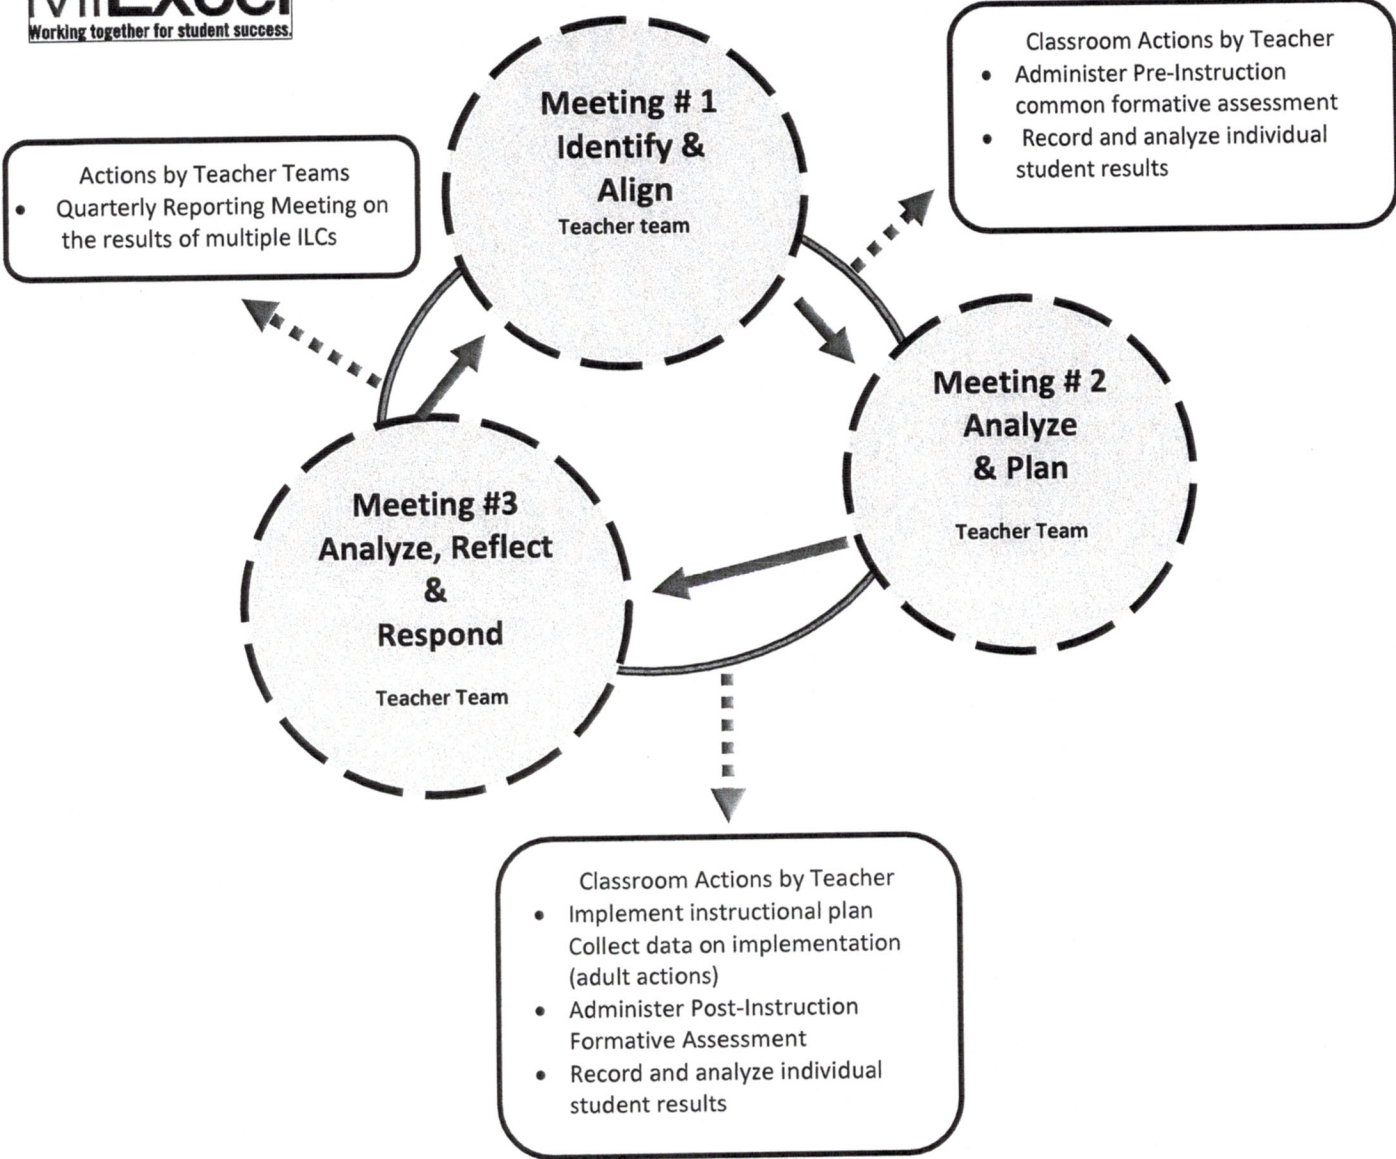 Working together for student success.
Meeting # 1
Identify &
Align
Teacher team
Classroom Actions by Teacher
• Administer Pre-Instruction
common formative assessment
• Record and analyze individual
student results
Actions by Teacher Teams
• Quarterly Reporting Meeting on
the results of multiple ILCs
Meeting # 2
Analyze
& Plan
Teacher Team
Meeting #3
Analyze, Reflect
&
Respond
Teacher Team
Classroom Actions by Teacher
• Implement instructional plan
Collect data on implementation
(adult actions)
• Administer Post-Instruction
Formative Assessment
• Record and analyze individual
student results